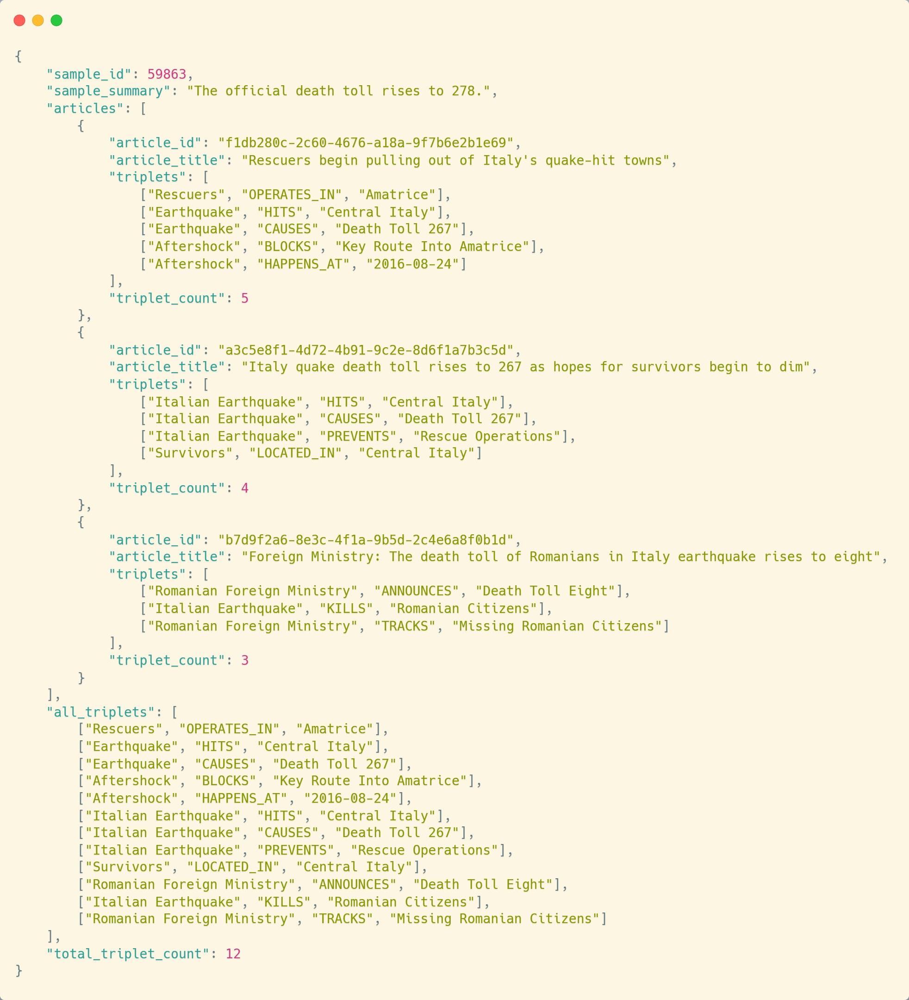 {
    "sample_id": 59863,
    "sample_summary": "The official death toll rises to 278.",
    "articles": [
        {
            "article_id": "f1db280c-2c60-4676-a18a-9f7b6e2b1e69",
            "article_title": "Rescuers begin pulling out of Italy's quake-hit towns",
            "triplets": [
                ["Rescuers", "OPERATES_IN", "Amatrice"],
                ["Earthquake", "HITS", "Central Italy"],
                ["Earthquake", "CAUSES", "Death Toll 267"],
                ["Aftershock", "BLOCKS", "Key Route Into Amatrice"],
                ["Aftershock", "HAPPENS_AT", "2016-08-24"]
            ],
            "triplet_count": 5
        },
        {
            "article_id": "a3c5e8f1-4d72-4b91-9c2e-8d6f1a7b3c5d",
            "article_title": "Italy quake death toll rises to 267 as hopes for survivors begin to dim",
            "triplets": [
                ["Italian Earthquake", "HITS", "Central Italy"],
                ["Italian Earthquake", "CAUSES", "Death Toll 267"],
                ["Italian Earthquake", "PREVENTS", "Rescue Operations"],
                ["Survivors", "LOCATED_IN", "Central Italy"]
            ],
            "triplet_count": 4
        },
        {
            "article_id": "b7d9f2a6-8e3c-4f1a-9b5d-2c4e6a8f0b1d",
            "article_title": "Foreign Ministry: The death toll of Romanians in Italy earthquake rises to eight",
            "triplets": [
                ["Romanian Foreign Ministry", "ANNOUNCES", "Death Toll Eight"],
                ["Italian Earthquake", "KILLS", "Romanian Citizens"],
                ["Romanian Foreign Ministry", "TRACKS", "Missing Romanian Citizens"]
            ],
            "triplet_count": 3
        }
    ],
    "all_triplets": [
        ["Rescuers", "OPERATES_IN", "Amatrice"],
        ["Earthquake", "HITS", "Central Italy"],
        ["Earthquake", "CAUSES", "Death Toll 267"],
        ["Aftershock", "BLOCKS", "Key Route Into Amatrice"],
        ["Aftershock", "HAPPENS_AT", "2016-08-24"],
        ["Italian Earthquake", "HITS", "Central Italy"],
        ["Italian Earthquake", "CAUSES", "Death Toll 267"],
        ["Italian Earthquake", "PREVENTS", "Rescue Operations"],
        ["Survivors", "LOCATED_IN", "Central Italy"],
        ["Romanian Foreign Ministry", "ANNOUNCES", "Death Toll Eight"],
        ["Italian Earthquake", "KILLS", "Romanian Citizens"],
        ["Romanian Foreign Ministry", "TRACKS", "Missing Romanian Citizens"]
    ],
    "total_triplet_count": 12
}